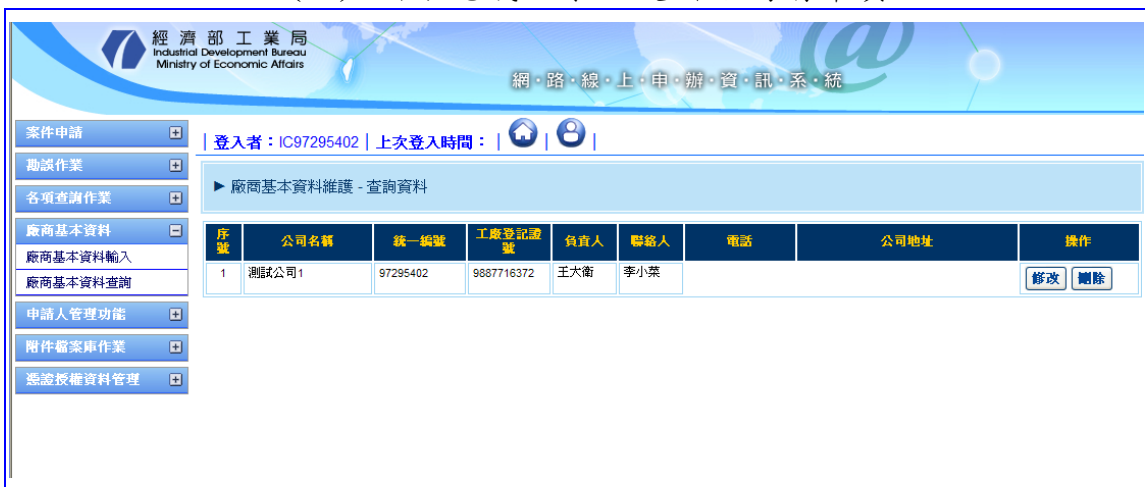 經濟部工業局
Industrial Development Bureau
Ministry of Economic Affairs
網‧路‧線‧上‧申‧辦‧資‧訊‧系‧統
案件申請
勘誤作業
各項查詢作業
廠商基本資料
廠商基本資料輸入
廠商基本資料查詢
申請人管理功能
附件檔案庫作業
憑證授權資料管理
| 登入者：IC97295402 | 上次登入時間： | | |
► 廠商基本資料維護 - 查詢資料
序號 公司名稱 統一編號 工廠登記證號 負責人 聯絡人 電話 公司地址 操作
1 測試公司1 97295402 9887716372 王大衛 李小菜 修改 刪除